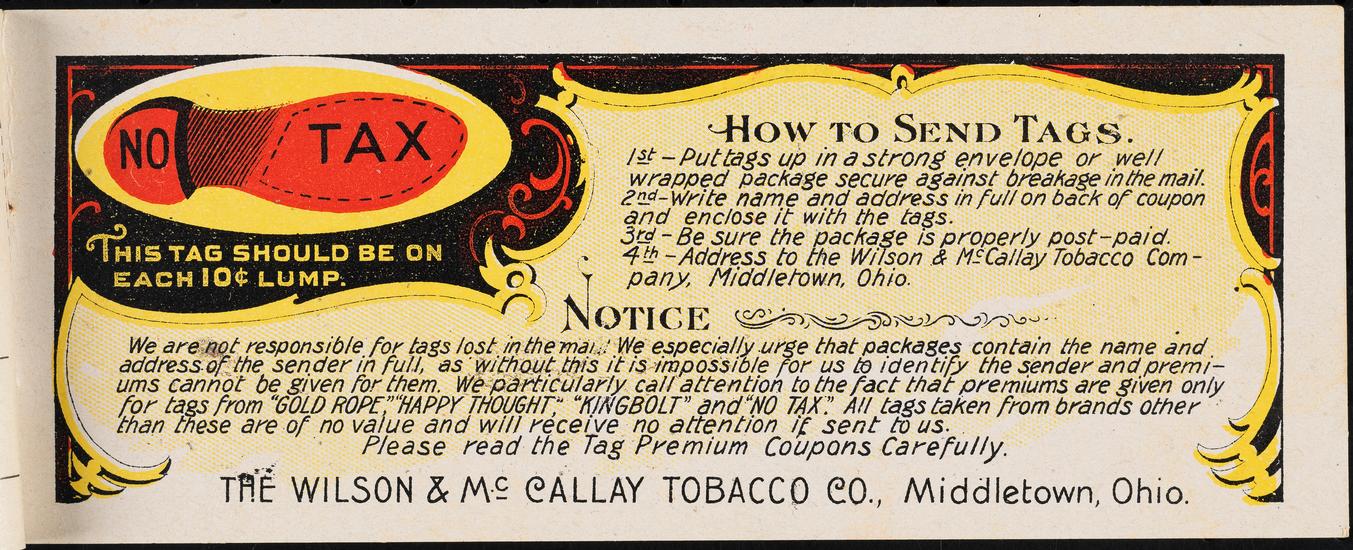 NO TAX
THIS TAG SHOULD BE ON
EACH 10¢ LUMP.
HOW TO SEND TAGS.
1st – Put tags up in a strong envelope or well
wrapped package secure against breakage in the mail.
2nd – Write name and address in full on back of coupon
and enclose it with the tags.
3rd – Be sure the package is properly post-paid.
4th – Address to the Wilson & McCallay Tobacco Com-
pany, Middletown, Ohio.
NOTICE
We are not responsible for tags lost in the mail. We especially urge that packages contain the name and
address of the sender in full, as without this it is impossible for us to identify the sender and premi-
ums cannot be given for them. We particularly call attention to the fact that premiums are given only
for tags from "GOLD ROPE," "HAPPY THOUGHT," "KINGBOLT" and "NO TAX." All tags taken from brands other
than these are of no value and will receive no attention if sent to us.
Please read the Tag Premium Coupons Carefully.
THE WILSON & Mc CALLAY TOBACCO CO., Middletown, Ohio.